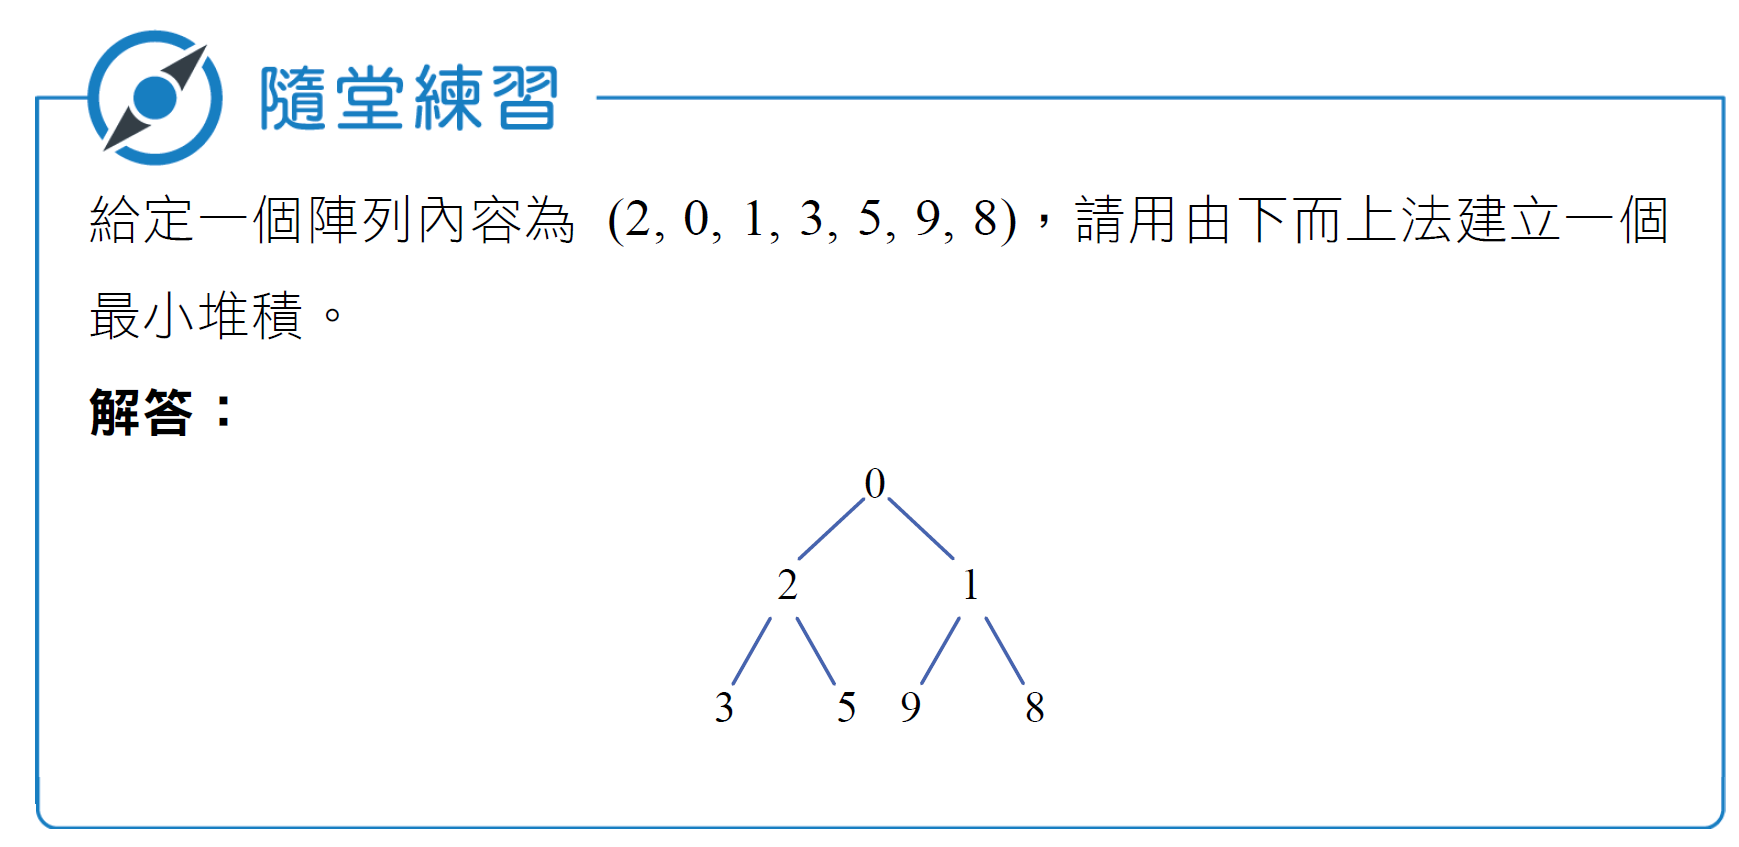 隨堂練習
給定一個陣列內容為 (2, 0, 1, 3, 5, 9, 8)，請用由下而上法建立一個
最小堆積。
解答：
0
2 1
3 5 9 8